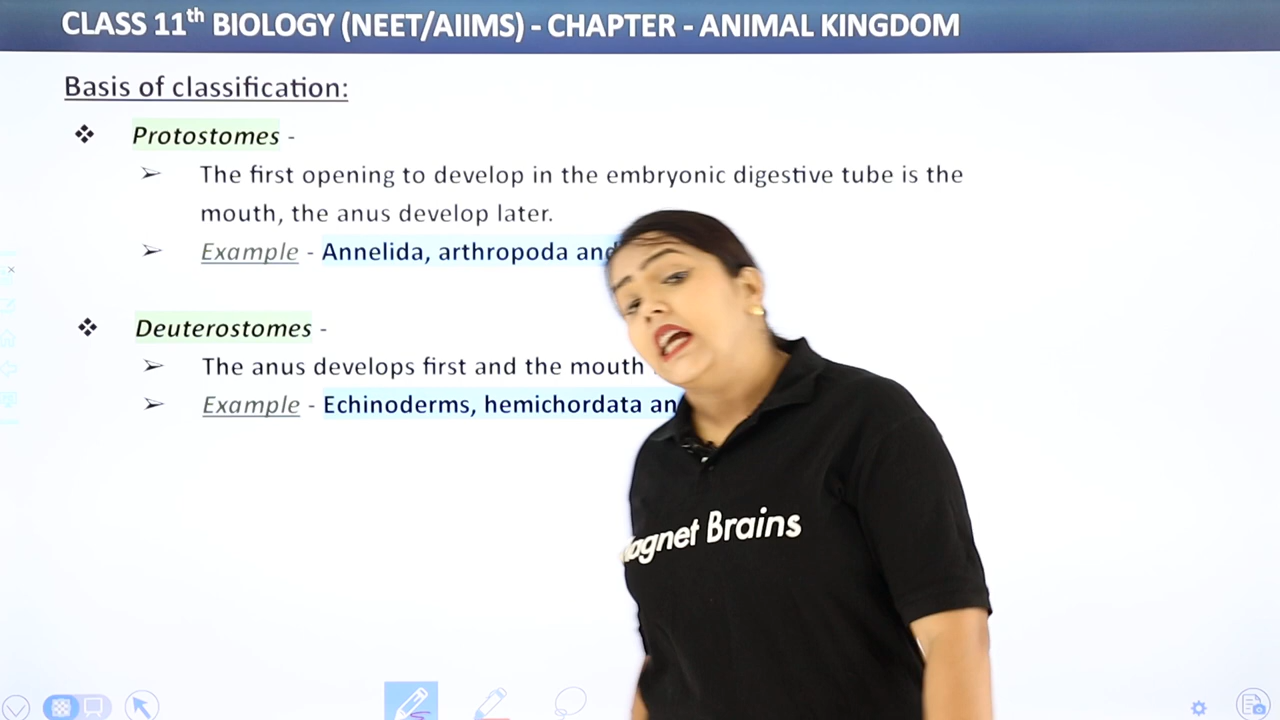 CLASS 11th BIOLOGY (NEET/AIIMS) - CHAPTER - ANIMAL KINGDOM
Basis of classification:
❖ Protostomes -
➢ The first opening to develop in the embryonic digestive tube is the
mouth, the anus develop later.
➢ Example - Annelida, arthropoda and
❖ Deuterostomes -
➢ The anus develops first and the mouth
➢ Example - Echinoderms, hemichordata an
agnet Brains